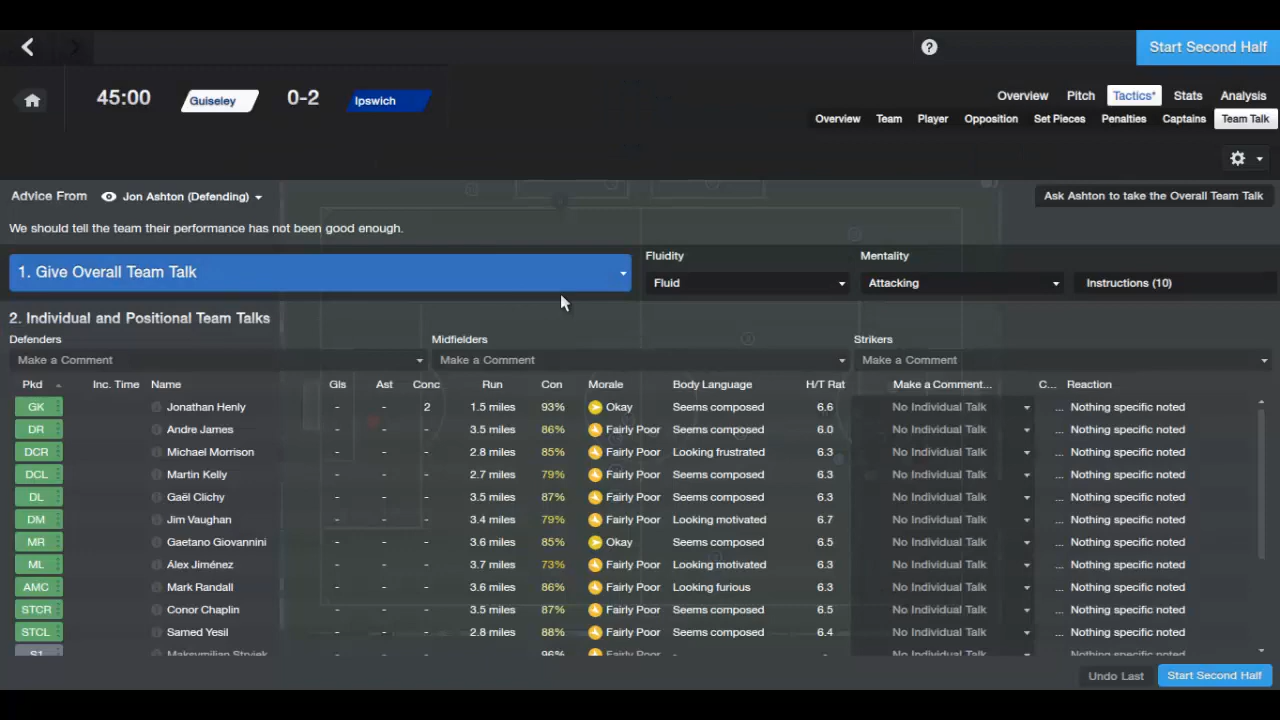 Start Second Half
45:00 Guiseley 0-2 Ipswich
Overview Pitch Tactics* Stats Analysis
Overview Team Player Opposition Set Pieces Penalties Captains Team Talk
Advice From Jon Ashton (Defending) Ask Ashton to take the Overall Team Talk
We should tell the team their performance has not been good enough.
Fluidity Mentality
1. Give Overall Team Talk Fluid Attacking Instructions (10)
2. Individual and Positional Team Talks
Defenders Midfielders Strikers
Make a Comment Make a Comment Make a Comment
Pkd Inc. Time Name Gls Ast Conc Run Con Morale Body Language H/T Rat Make a Comment... C... Reaction
GK Jonathan Henly - - 2 1.5 miles 93% Okay Seems composed 6.6 No Individual Talk ... Nothing specific noted
DR Andre James - - - 3.5 miles 86% Fairly Poor Seems composed 6.0 No Individual Talk ... Nothing specific noted
DCR Michael Morrison - - - 2.8 miles 85% Fairly Poor Looking frustrated 6.3 No Individual Talk ... Nothing specific noted
DCL Martin Kelly - - - 2.7 miles 79% Fairly Poor Seems composed 6.3 No Individual Talk ... Nothing specific noted
DL Gaël Clichy - - - 3.5 miles 87% Fairly Poor Seems composed 6.3 No Individual Talk ... Nothing specific noted
DM Jim Vaughan - - - 3.4 miles 79% Fairly Poor Looking motivated 6.7 No Individual Talk ... Nothing specific noted
MR Gaetano Giovannini - - - 3.6 miles 85% Okay Seems composed 6.5 No Individual Talk ... Nothing specific noted
ML Álex Jiménez - - - 3.7 miles 73% Fairly Poor Looking motivated 6.3 No Individual Talk ... Nothing specific noted
AMC Mark Randall - - - 3.6 miles 86% Fairly Poor Looking furious 6.3 No Individual Talk ... Nothing specific noted
STCR Conor Chaplin - - - 3.5 miles 87% Fairly Poor Seems composed 6.5 No Individual Talk ... Nothing specific noted
STCL Samed Yesil - - - 2.8 miles 88% Fairly Poor Seems composed 6.4 No Individual Talk ... Nothing specific noted
S1 Maksymilian Stryjek - - - 96% Fairly Poor - - No Individual Talk ... Nothing specific noted
Undo Last Start Second Half